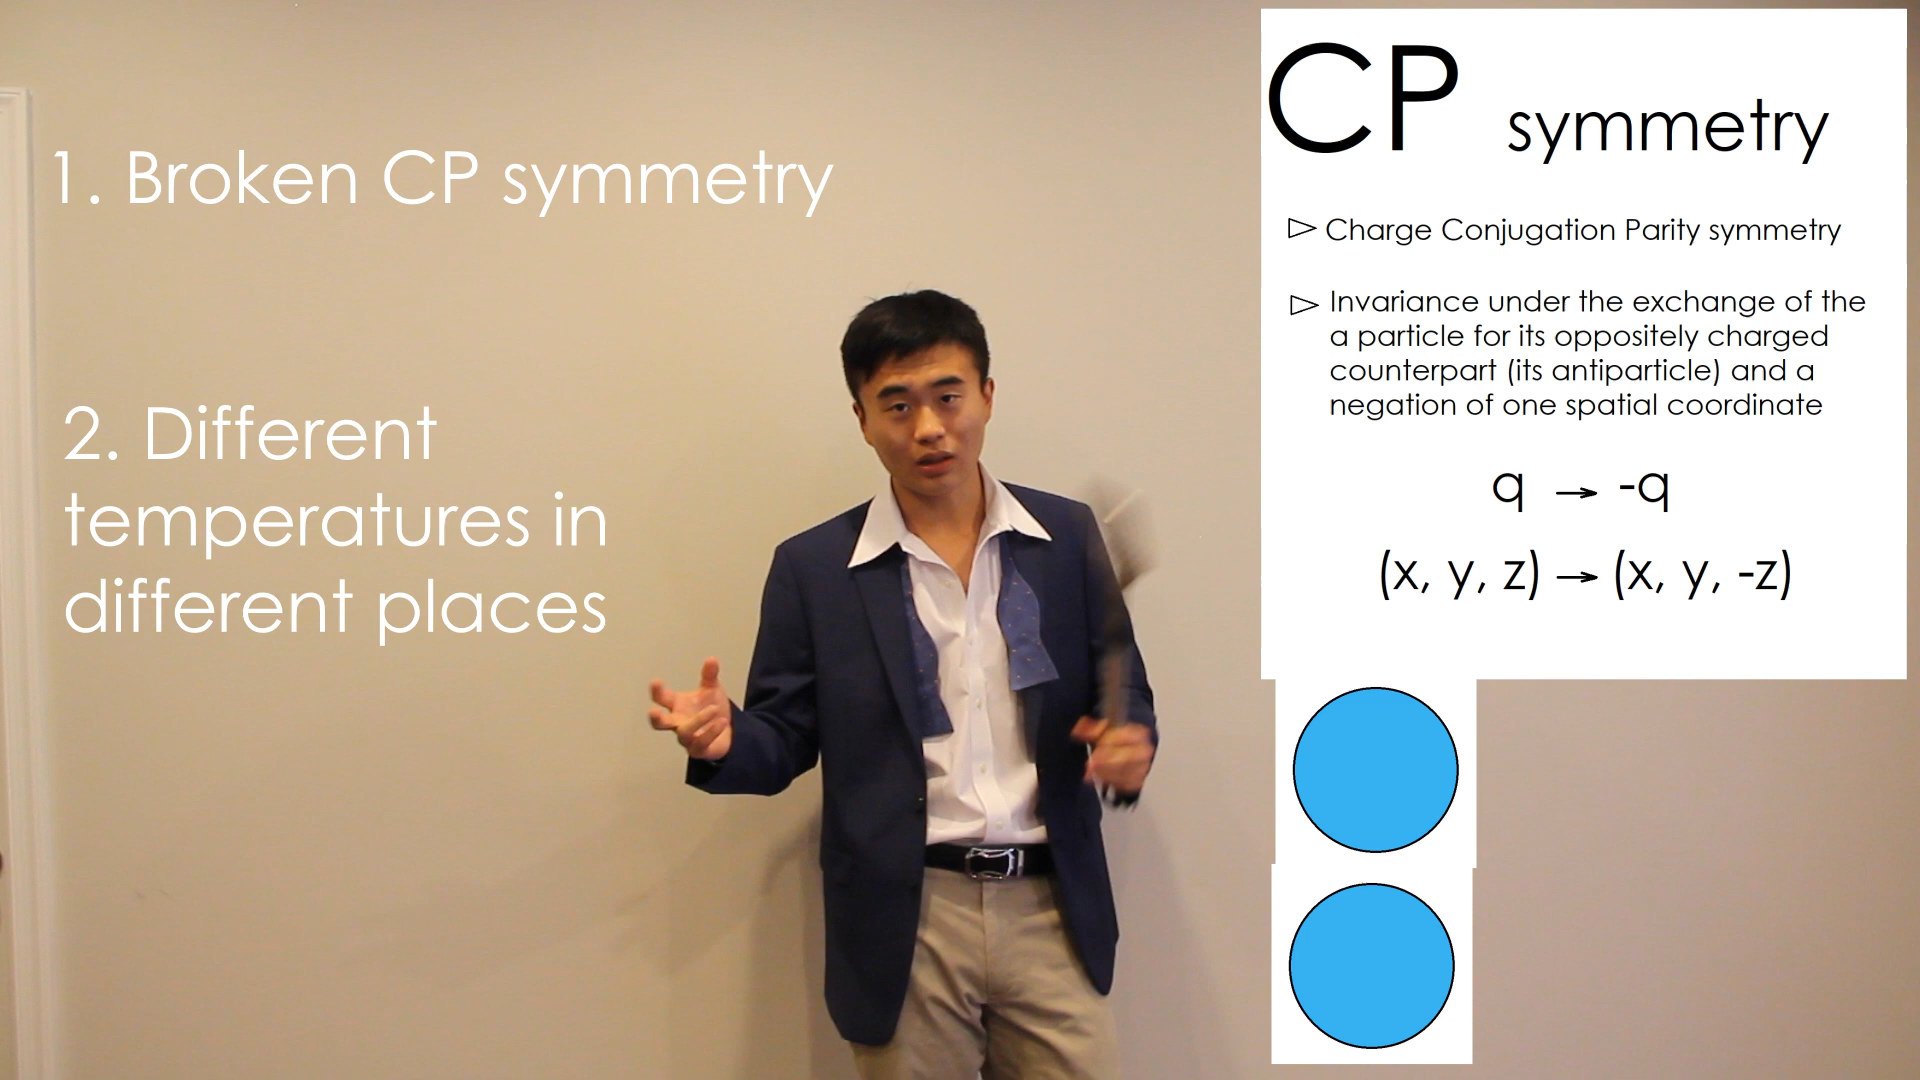 1. Broken CP symmetry
2. Different
temperatures in
different places
CP symmetry
Charge Conjugation Parity symmetry
Invariance under the exchange of the
a particle for its oppositely charged
counterpart (its antiparticle) and a
negation of one spatial coordinate
q → -q
(x, y, z) → (x, y, -z)